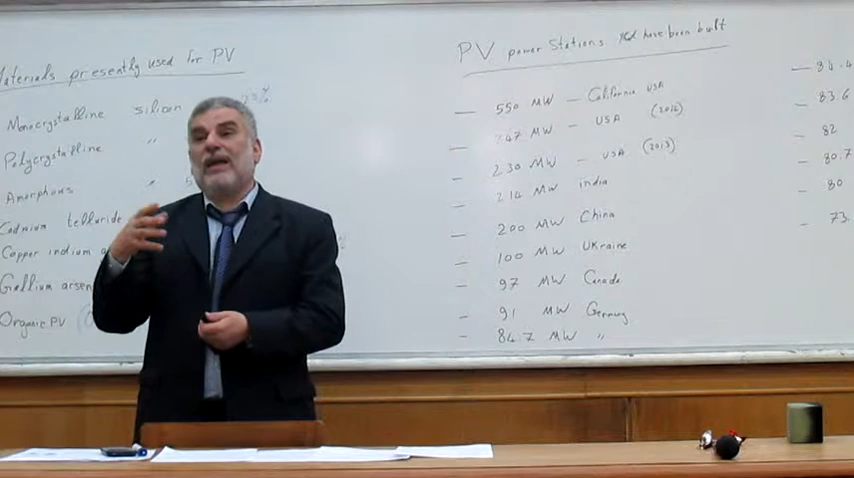 Materials presently used for PV
Monocrystalline silicon 25%
Polycrystalline "
Amorphous "
Cadmium telluride
Copper indium
Gallium arsen
Organic PV
PV power Stations have been built
— 550 MW — California USA
— 247 MW — USA (2014)
— 230 MW — USA (2013)
— 214 MW india
— 200 MW China
— 100 MW Ukraine
— 97 MW Canada
— 91 MW Germany
— 84.7 MW "
— 84.4
— 83.6
— 82
— 80.7
— 80
— 73.